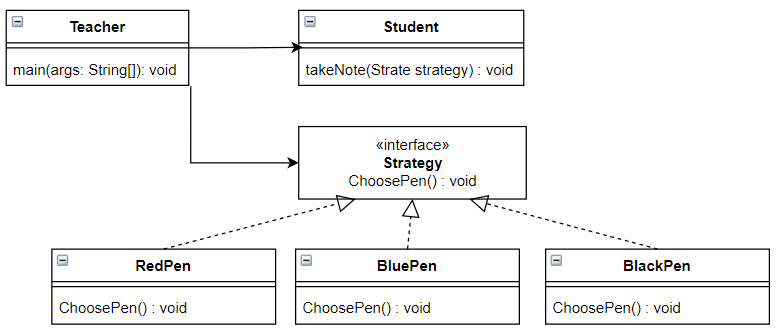 Teacher
main(args: String[]): void
Student
takeNote(Strate strategy) : void
«interface»
Strategy
ChoosePen() : void
RedPen
ChoosePen() : void
BluePen
ChoosePen() : void
BlackPen
ChoosePen() : void